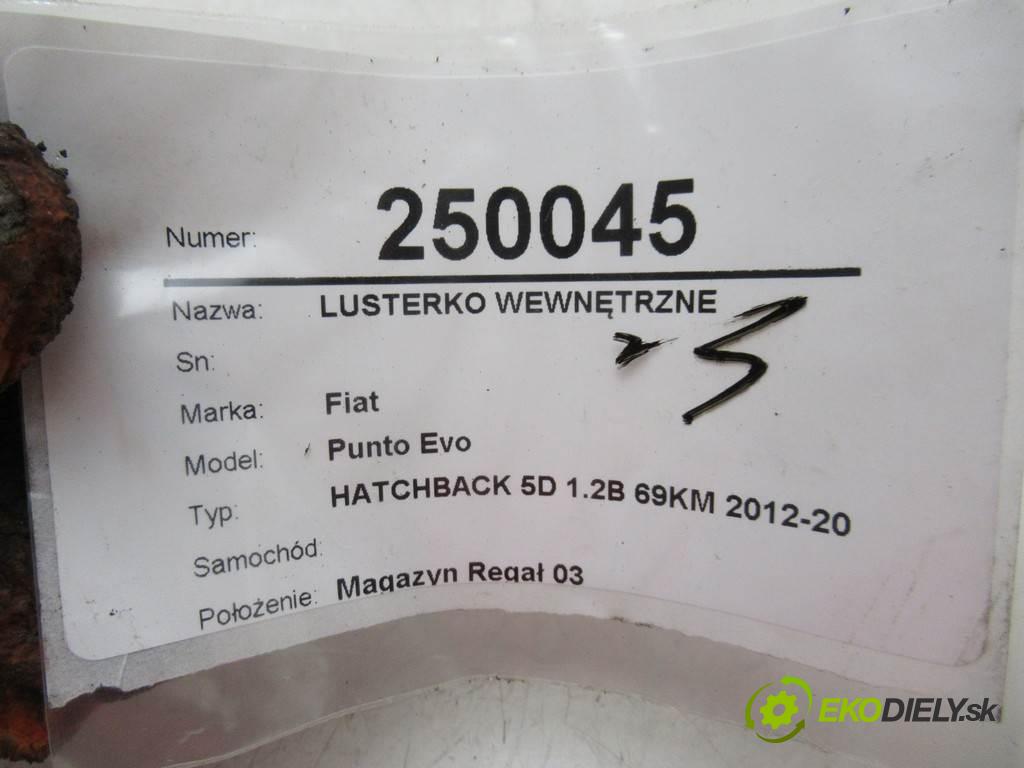 Numer: 250045
Nazwa: LUSTERKO WEWNĘTRZNE
Sn:
Marka: Fiat
Model: Punto Evo
Typ: HATCHBACK 5D 1.2B 69KM 2012-20
Samochód:
Położenie: Magazyn Regał 03
EKODIELY.sk